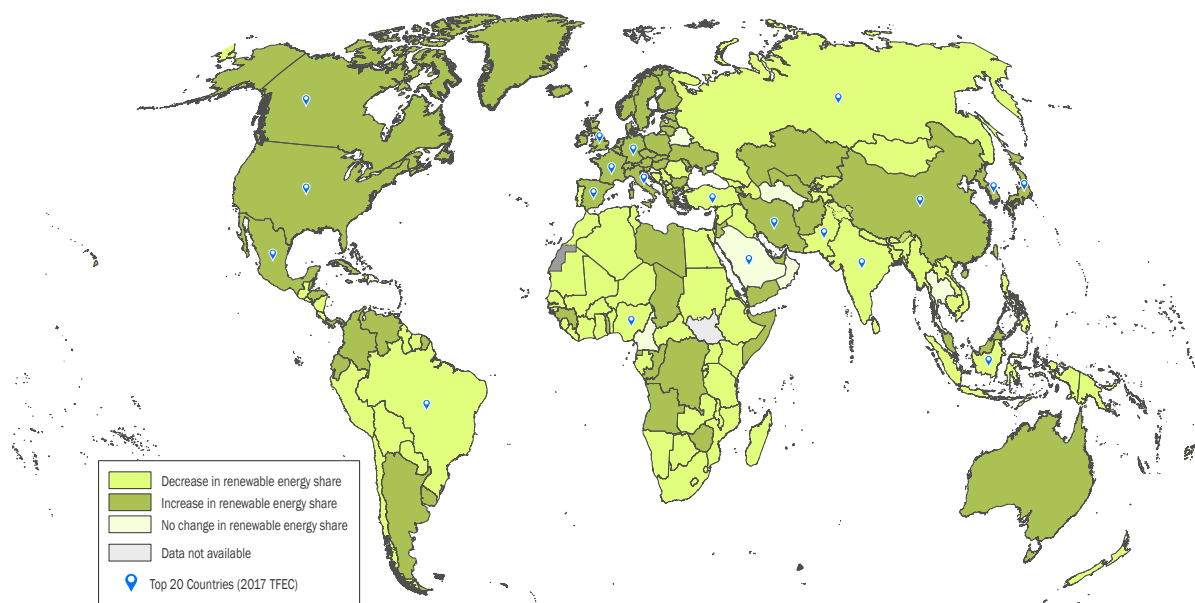 Decrease in renewable energy share
Increase in renewable energy share
No change in renewable energy share
Data not available
Top 20 Countries (2017 TFEC)